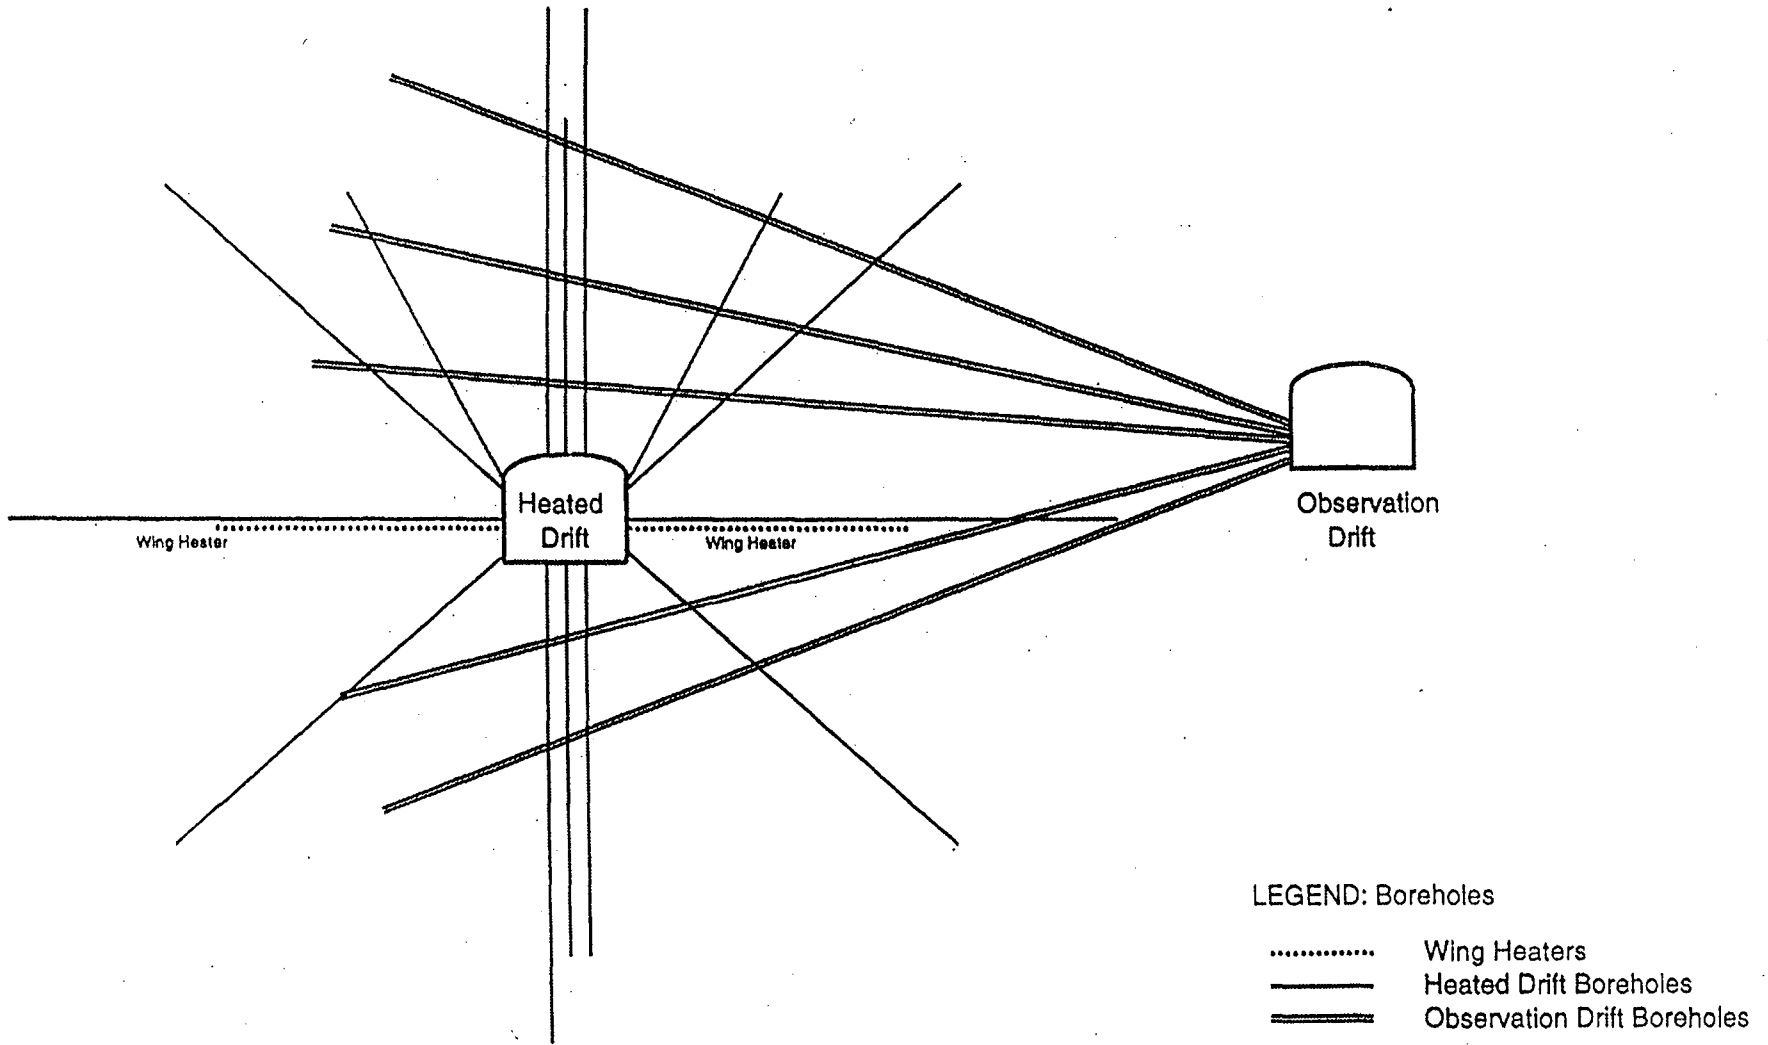 Heated
Drift
Wing Heater
Wing Heater
Observation
Drift
LEGEND: Boreholes
Wing Heaters
Heated Drift Boreholes
Observation Drift Boreholes